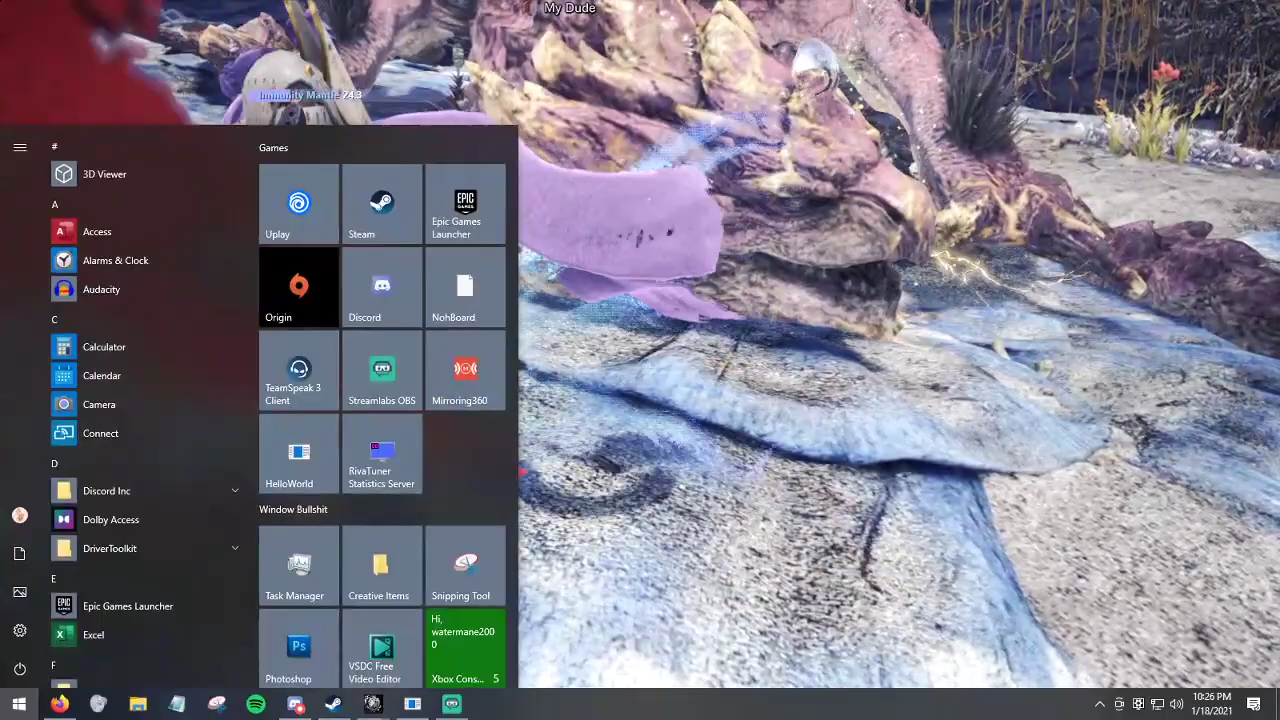 My Dude
Immunity Mantle 24.3
#
3D Viewer
A
Access
Alarms & Clock
Audacity
C
Calculator
Calendar
Camera
Connect
D
Discord Inc
Dolby Access
DriverToolkit
E
Epic Games Launcher
Excel
F
Games
Uplay
Steam
EPIC
GAMES
Epic Games
Launcher
Origin
Discord
NohBoard
TeamSpeak 3
Client
Streamlabs OBS
Mirroring360
HelloWorld
RivaTuner
Statistics Server
Window Bullshit
Task Manager
Creative Items
Snipping Tool
Ps
Photoshop
VSDC Free
Video Editor
Hi,
watermane200
0
Xbox Cons... 5
10:26 PM
1/18/2021